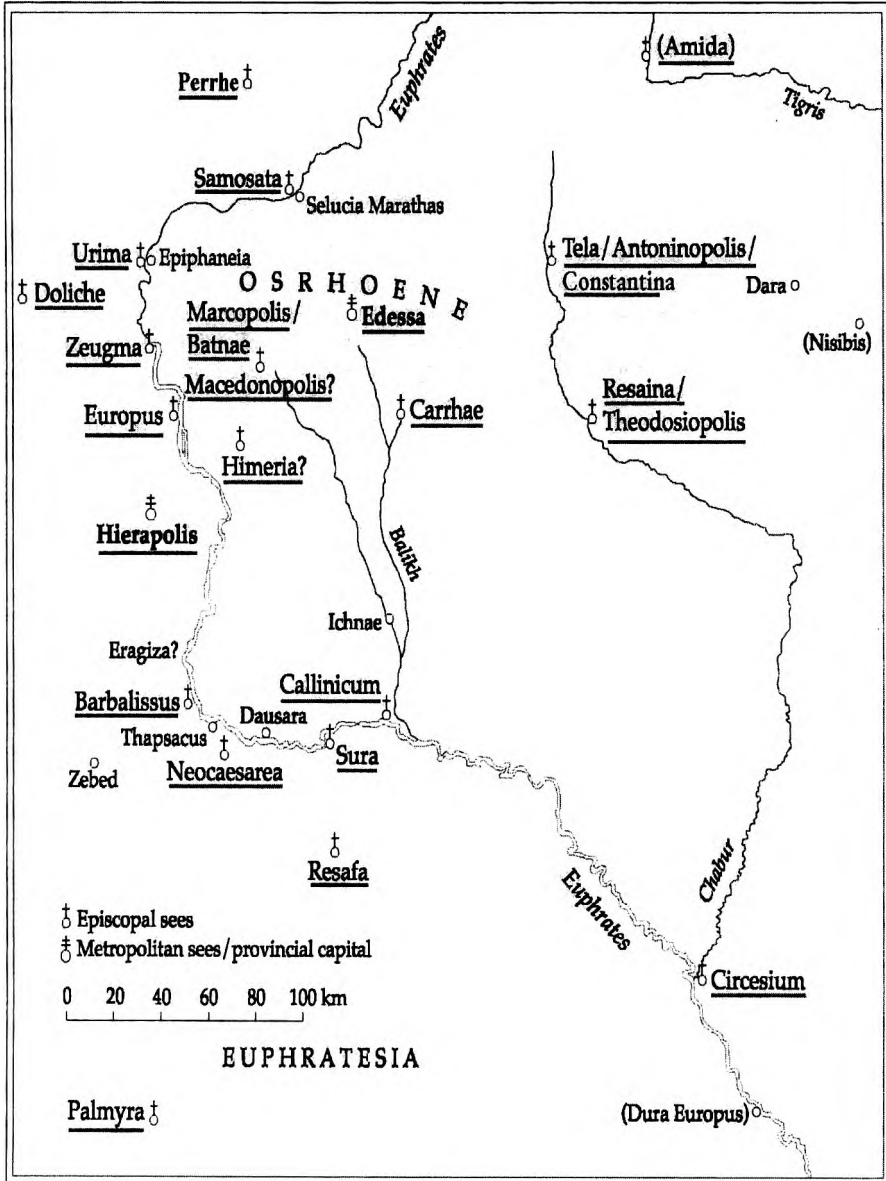 Perrhe
Euphrates
(Amida)
Tigris
Samosata
Selucia Marathas
Urima
Epiphaneia
Tela/Antoninopolis/
Constantina
Dara
Doliche
OSRHOENE
Marcopolis/
Batnae
Macedonopolis?
Edessa
(Nisibis)
Zeugma
Europus
Carrhae
Resaina/
Theodosiopolis
Himeria?
Hierapolis
Balikh
Ichnae
Eragiza?
Barbalissus
Callinicum
Thapsacus
Dausara
Sura
Zebed
Neocaesarea
Resafa
Euphrates
Chabur
Episcopal sees
Metropolitan sees/provincial capital
0 20 40 60 80 100 km
Circesium
EUPHRATESIA
Palmyra
(Dura Europus)